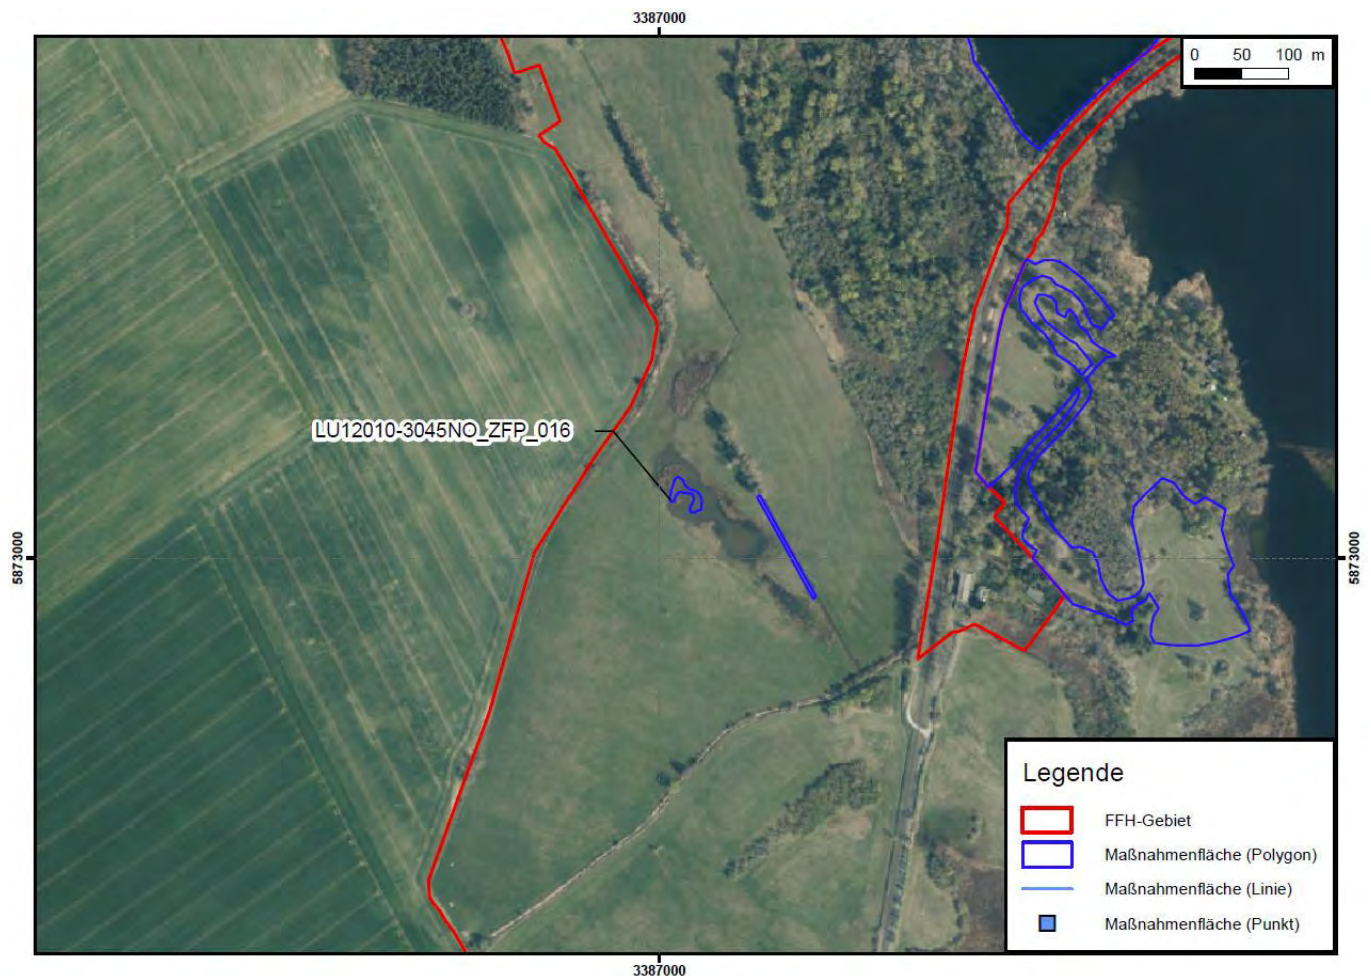 3387000
0 50 100 m
LU12010-3045NO_ZFP_016
5873000
5873000
Legende
FFH-Gebiet
Maßnahmenfläche (Polygon)
Maßnahmenfläche (Linie)
Maßnahmenfläche (Punkt)
3387000